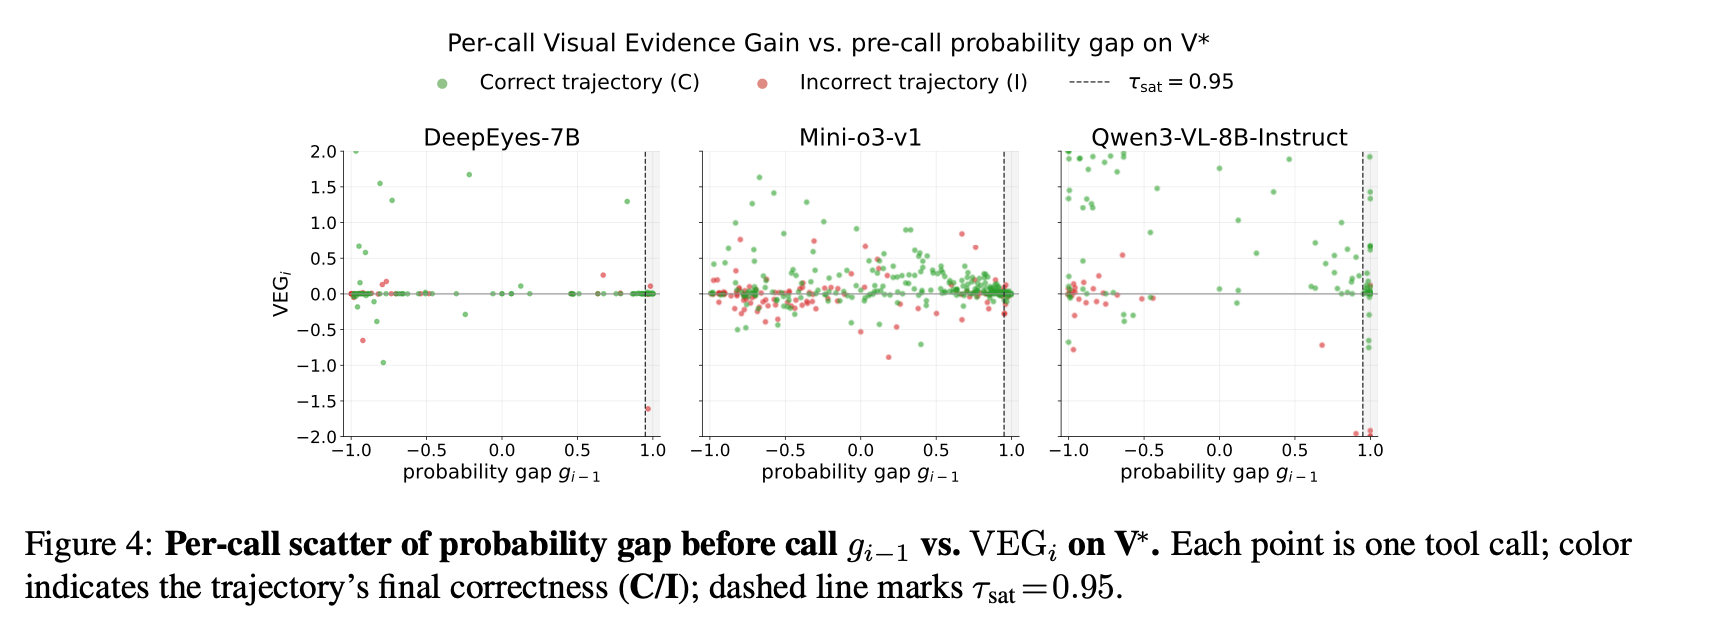 Per-call Visual Evidence Gain vs. pre-call probability gap on V*
Correct trajectory (C) Incorrect trajectory (I) τsat = 0.95
DeepEyes-7B Mini-o3-v1 Qwen3-VL-8B-Instruct
2.0
1.5
1.0
0.5
0.0
−0.5
−1.0
−1.5
−2.0
VEGᵢ
−1.0 −0.5 0.0 0.5 1.0 −1.0 −0.5 0.0 0.5 1.0 −1.0 −0.5 0.0 0.5 1.0
probability gap gᵢ₋₁ probability gap gᵢ₋₁ probability gap gᵢ₋₁
Figure 4: Per-call scatter of probability gap before call gᵢ₋₁ vs. VEGᵢ on V*. Each point is one tool call; color
indicates the trajectory's final correctness (C/I); dashed line marks τsat = 0.95.